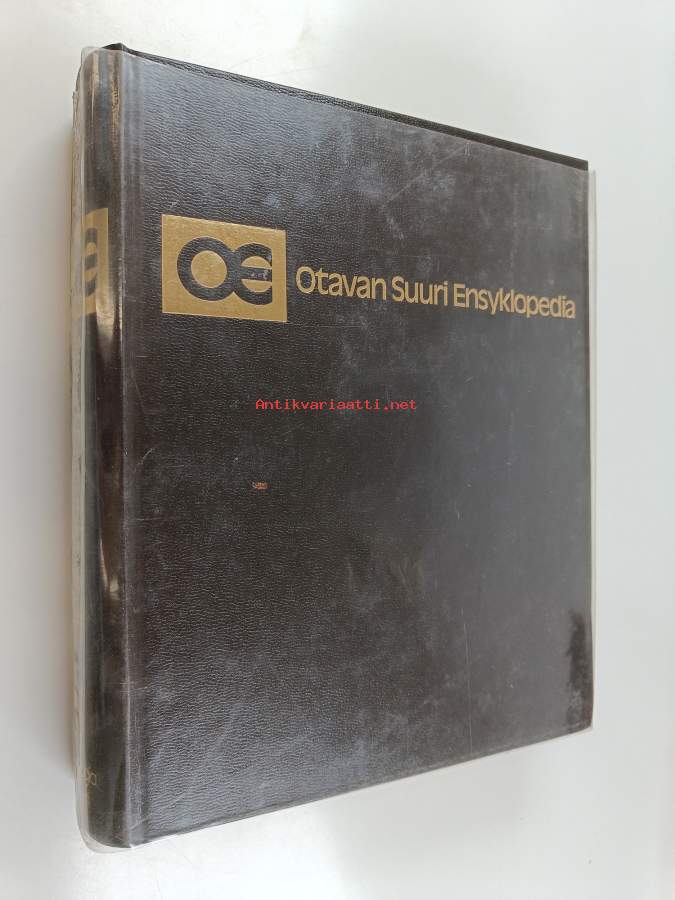 OE Otavan Suuri Ensyklopedia
Antikvariaatti.net